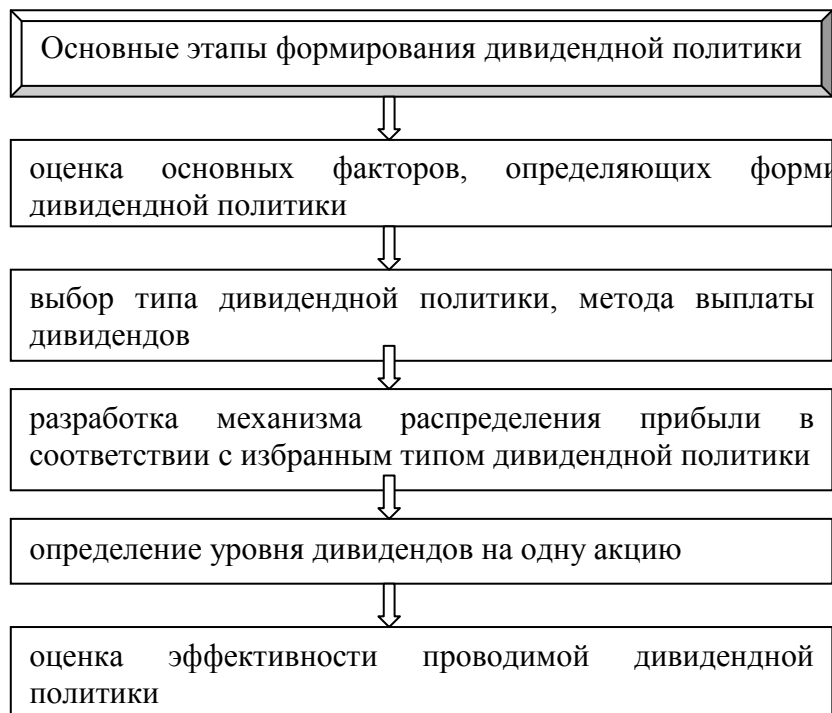 Основные этапы формирования дивидендной политики
оценка основных факторов, определяющих форми
дивидендной политики
выбор типа дивидендной политики, метода выплаты
дивидендов
разработка механизма распределения прибыли в
соответствии с избранным типом дивидендной политики
определение уровня дивидендов на одну акцию
оценка эффективности проводимой дивидендной
политики